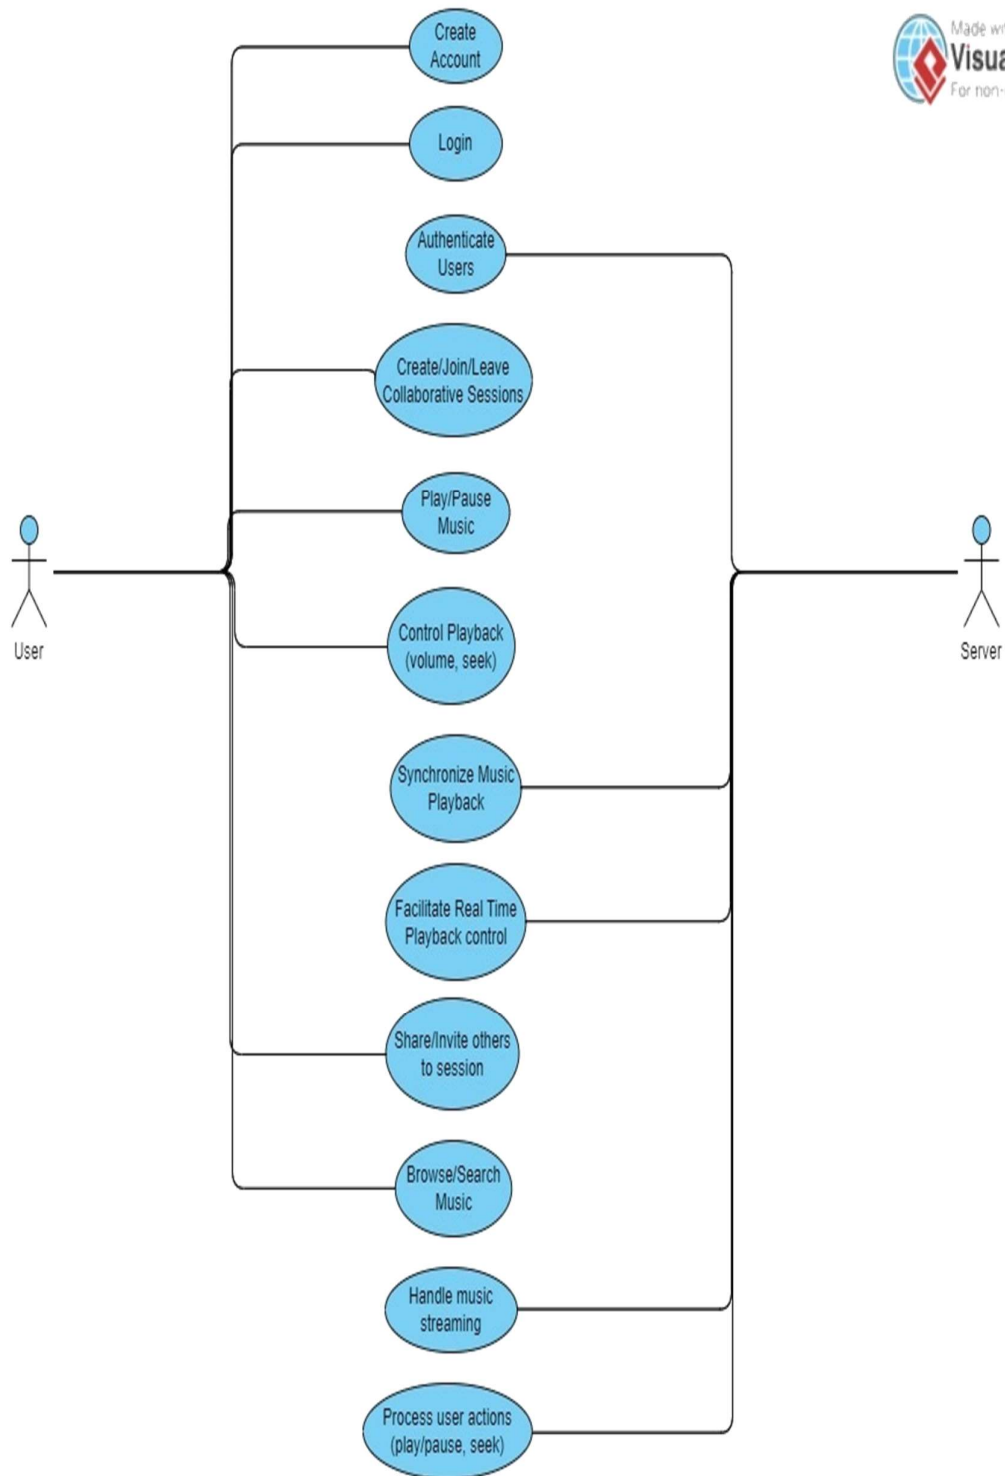 Create
Account
Made wi
Visua
For non-
Login
Authenticate
Users
Create/Join/Leave
Collaborative Sessions
Play/Pause
Music
User
Control Playback
(volume, seek)
Server
Synchronize Music
Playback
Facilitate Real Time
Playback control
Share/Invite others
to session
Browse/Search
Music
Handle music
streaming
Process user actions
(play/pause, seek)